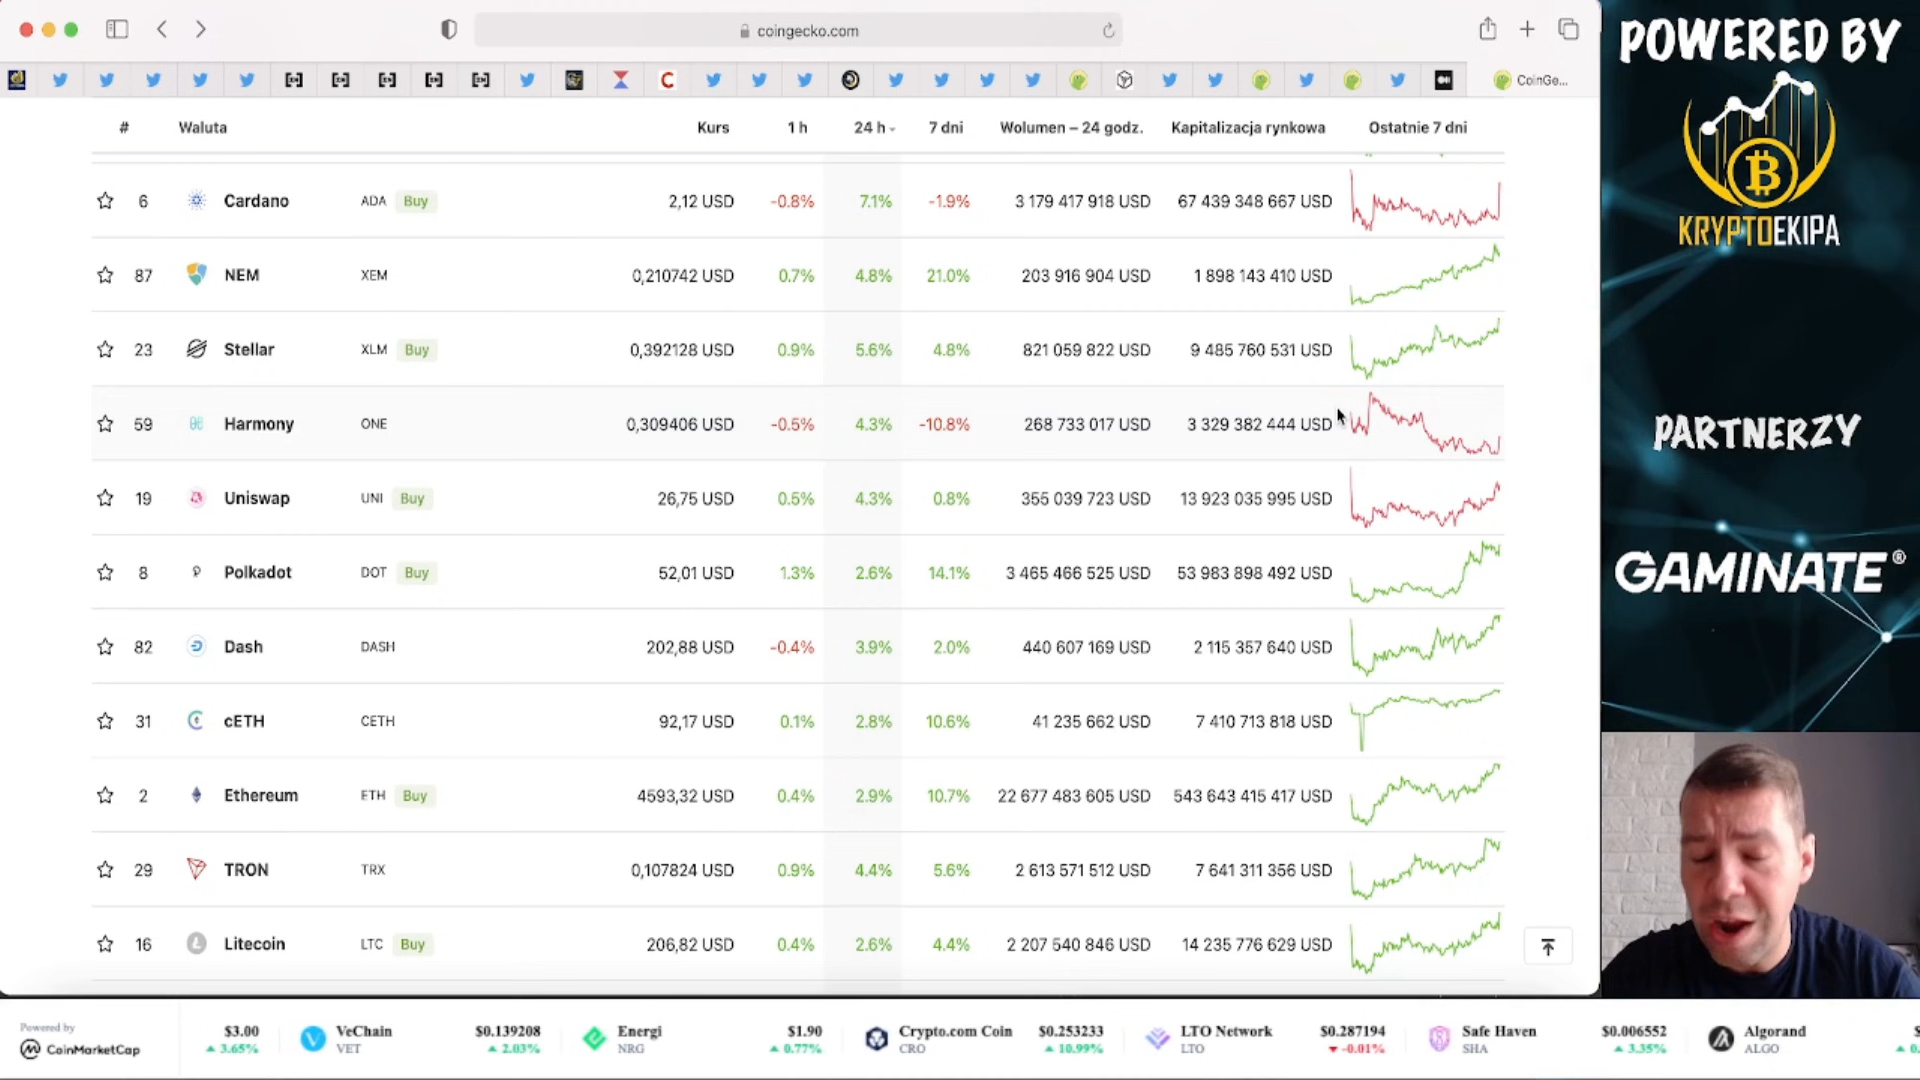 coingecko.com
CoinGe...
# Waluta Kurs 1 h 24 h 7 dni Wolumen – 24 godz. Kapitalizacja rynkowa Ostatnie 7 dni
6 Cardano ADA Buy 2,12 USD -0.8% 7.1% -1.9% 3 179 417 918 USD 67 439 348 667 USD
87 NEM XEM 0,210742 USD 0.7% 4.8% 21.0% 203 916 904 USD 1 898 143 410 USD
23 Stellar XLM Buy 0,392128 USD 0.9% 5.6% 4.8% 821 059 822 USD 9 485 760 531 USD
59 Harmony ONE 0,309406 USD -0.5% 4.3% -10.8% 268 733 017 USD 3 329 382 444 USD
19 Uniswap UNI Buy 26,75 USD 0.5% 4.3% 0.8% 355 039 723 USD 13 923 035 995 USD
8 Polkadot DOT Buy 52,01 USD 1.3% 2.6% 14.1% 3 465 466 525 USD 53 983 898 492 USD
82 Dash DASH 202,88 USD -0.4% 3.9% 2.0% 440 607 169 USD 2 115 357 640 USD
31 cETH CETH 92,17 USD 0.1% 2.8% 10.6% 41 235 662 USD 7 410 713 818 USD
2 Ethereum ETH Buy 4593,32 USD 0.4% 2.9% 10.7% 22 677 483 605 USD 543 643 415 417 USD
29 TRON TRX 0,107824 USD 0.9% 4.4% 5.6% 2 613 571 512 USD 7 641 311 356 USD
16 Litecoin LTC Buy 206,82 USD 0.4% 2.6% 4.4% 2 207 540 846 USD 14 235 776 629 USD
POWERED BY
KRYPTOEKIPA
PARTNERZY
GAMINATE®
Powered by
CoinMarketCap
$3.00
3.65%
VeChain $0.139208
VET 2.03%
Energi $1.90
NRG 0.77%
Crypto.com Coin $0.253233
CRO 10.99%
LTO Network $0.287194
LTO -0.01%
Safe Haven $0.006552
SHA 3.35%
Algorand
ALGO